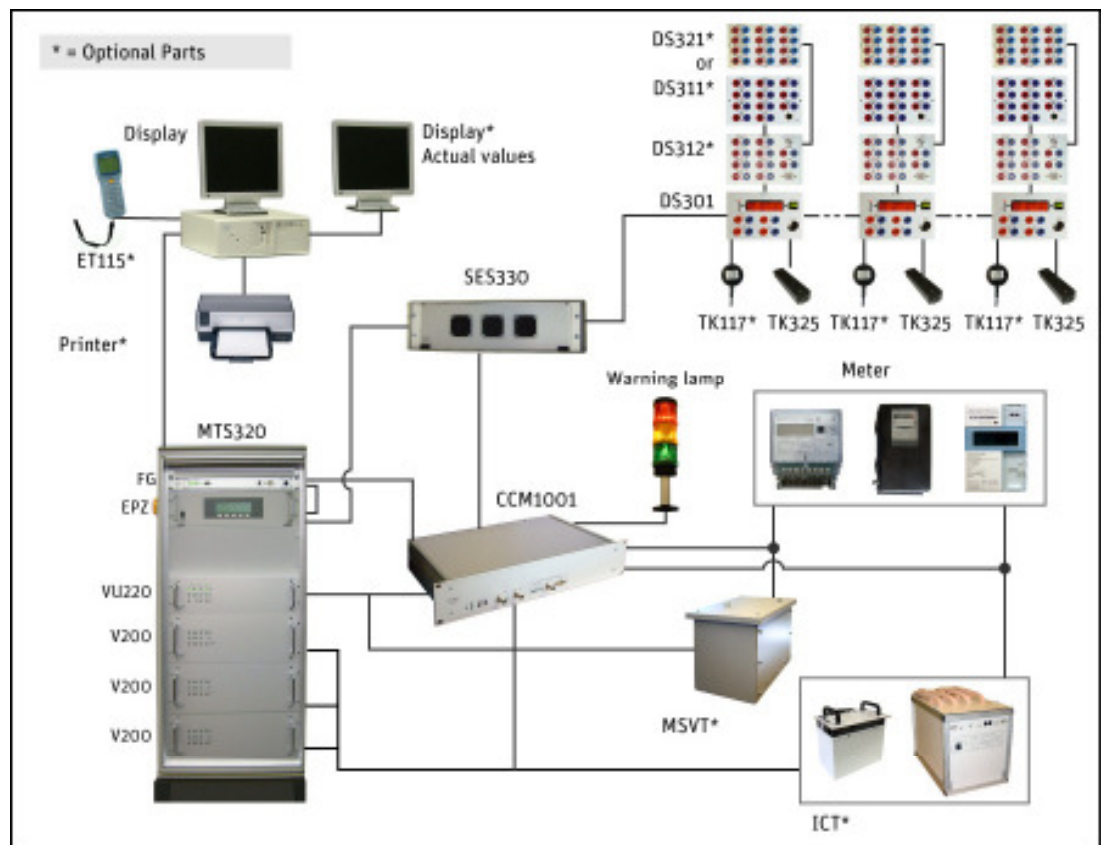 * = Optional Parts
DS321*
or
DS311*
DS312*
DS301
Display
Display*
Actual values
ET115*
Printer*
SES330
TK117* TK325 TK117* TK325 TK117* TK325
Warning lamp
Meter
MTS320
FG
EPZ
CCM1001
VU220
V200
V200
V200
MSVT*
ICT*